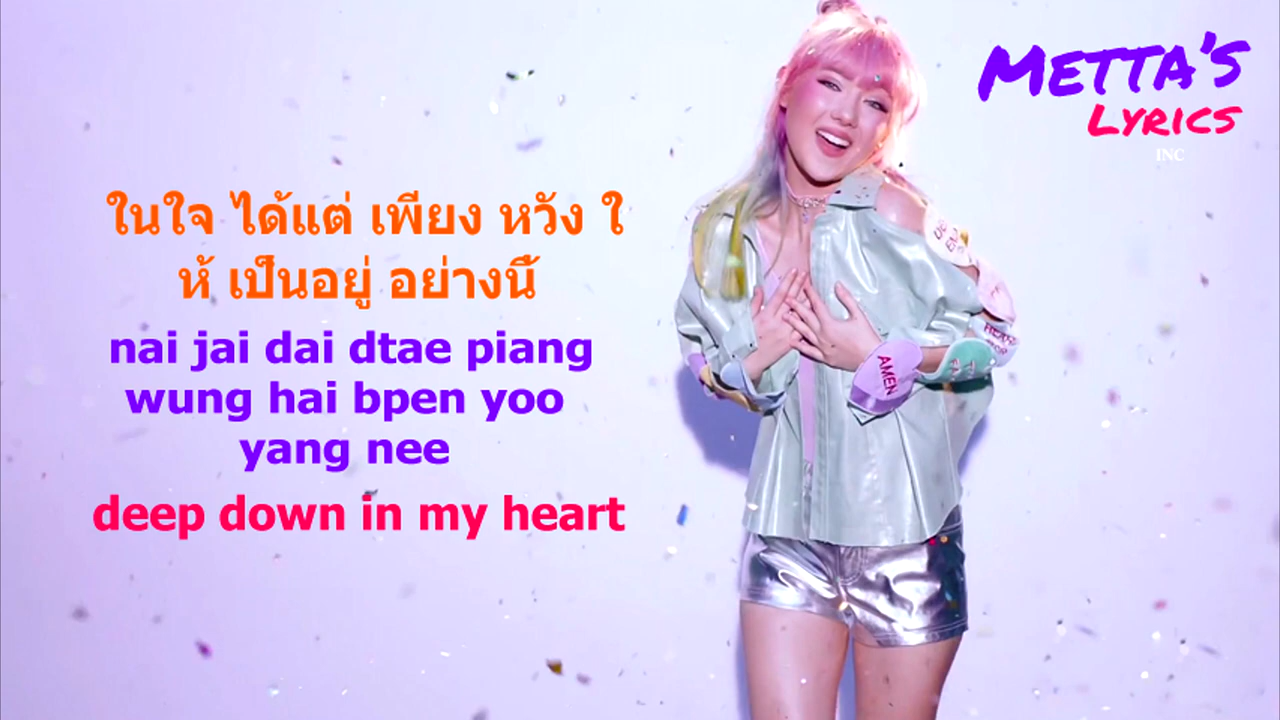 METTA'S
LYRICS
INC
ในใจ ได้แต่ เพียง หวัง ใ
ห้ เป็นอยู่ อย่างนี้
nai jai dai dtae piang
wung hai bpen yoo
yang nee
deep down in my heart
AMEN